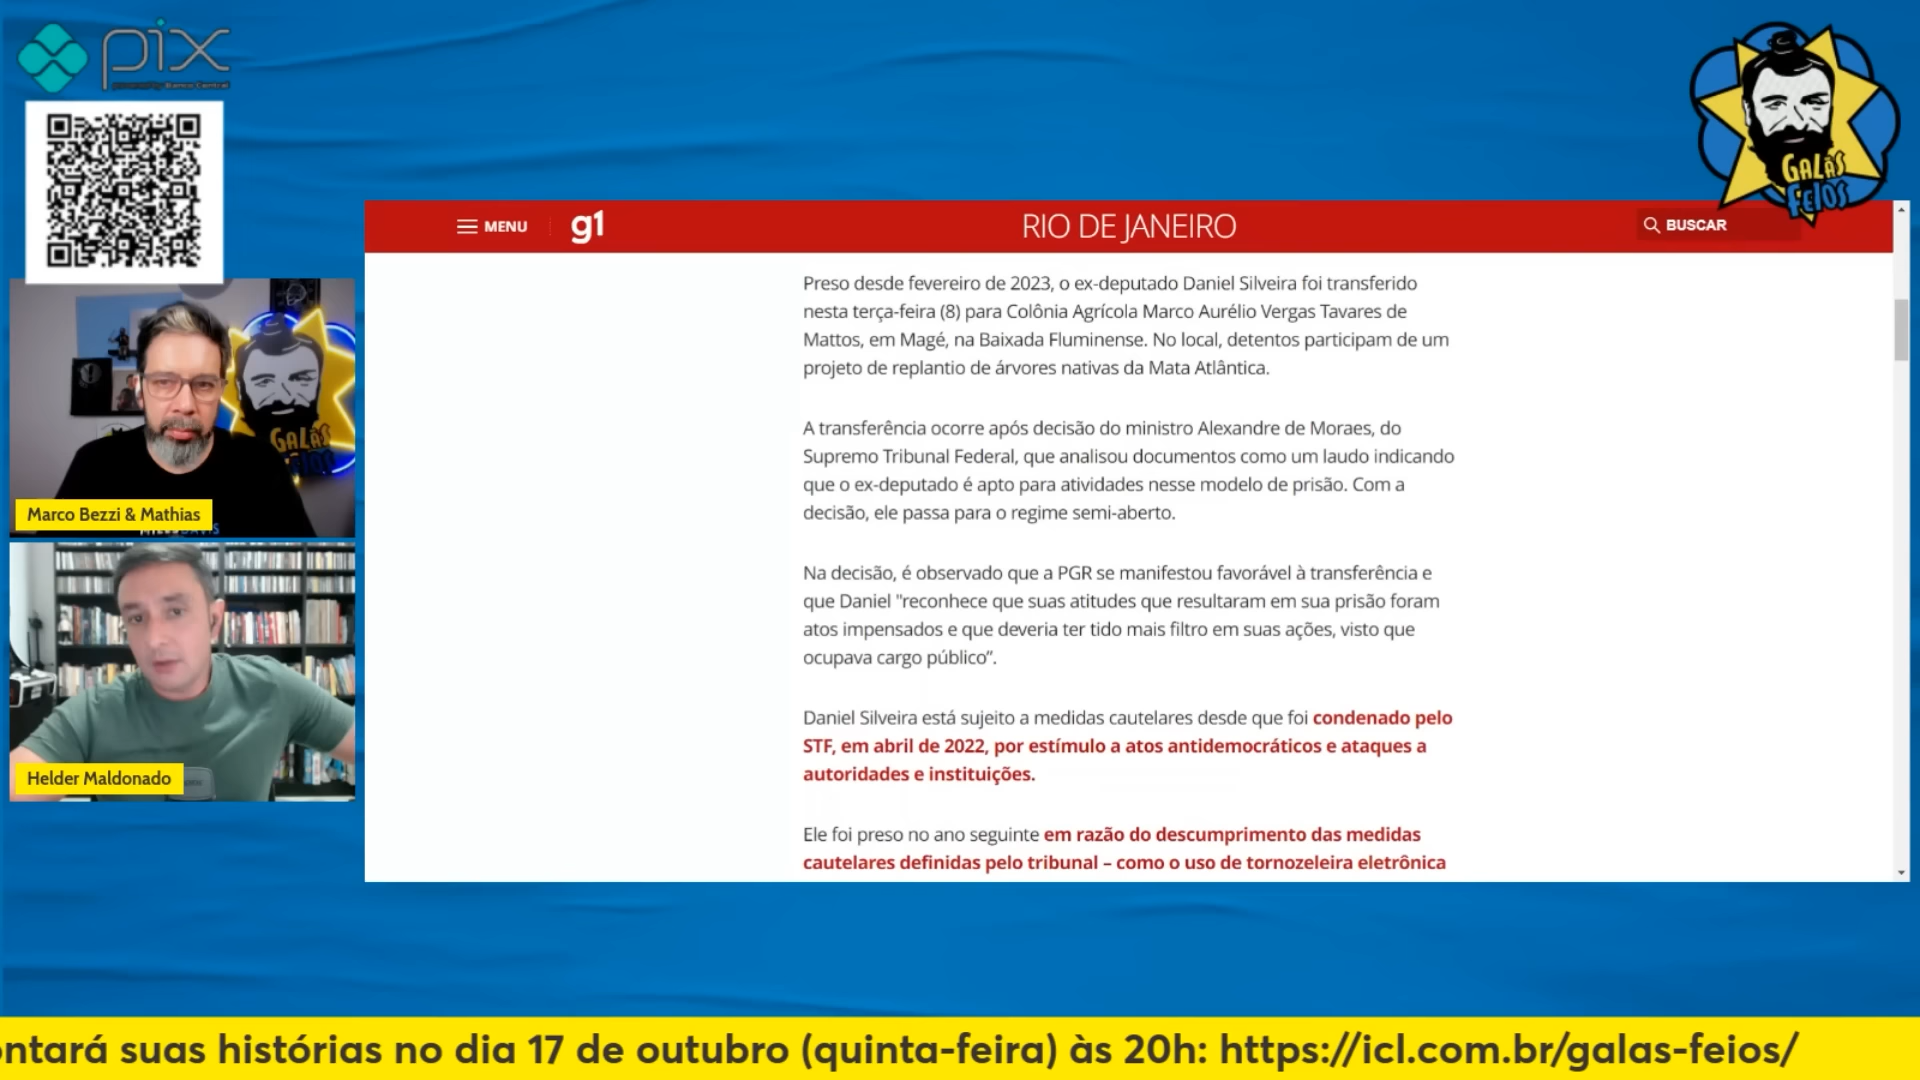 pix
powered by Banco Central
GALÃS
FEIOS
MENU
g1
RIO DE JANEIRO
BUSCAR
Preso desde fevereiro de 2023, o ex-deputado Daniel Silveira foi transferido
nesta terça-feira (8) para Colônia Agrícola Marco Aurélio Vergas Tavares de
Mattos, em Magé, na Baixada Fluminense. No local, detentos participam de um
projeto de replantio de árvores nativas da Mata Atlântica.
A transferência ocorre após decisão do ministro Alexandre de Moraes, do
Supremo Tribunal Federal, que analisou documentos como um laudo indicando
que o ex-deputado é apto para atividades nesse modelo de prisão. Com a
decisão, ele passa para o regime semi-aberto.
Na decisão, é observado que a PGR se manifestou favorável à transferência e
que Daniel "reconhece que suas atitudes que resultaram em sua prisão foram
atos impensados e que deveria ter tido mais filtro em suas ações, visto que
ocupava cargo público”.
Daniel Silveira está sujeito a medidas cautelares desde que foi condenado pelo
STF, em abril de 2022, por estímulo a atos antidemocráticos e ataques a
autoridades e instituições.
Ele foi preso no ano seguinte em razão do descumprimento das medidas
cautelares definidas pelo tribunal – como o uso de tornozeleira eletrônica
GALÃS
FEIOS
Marco Bezzi & Mathias
Helder Maldonado
ontará suas histórias no dia 17 de outubro (quinta-feira) às 20h: https://icl.com.br/galas-feios/